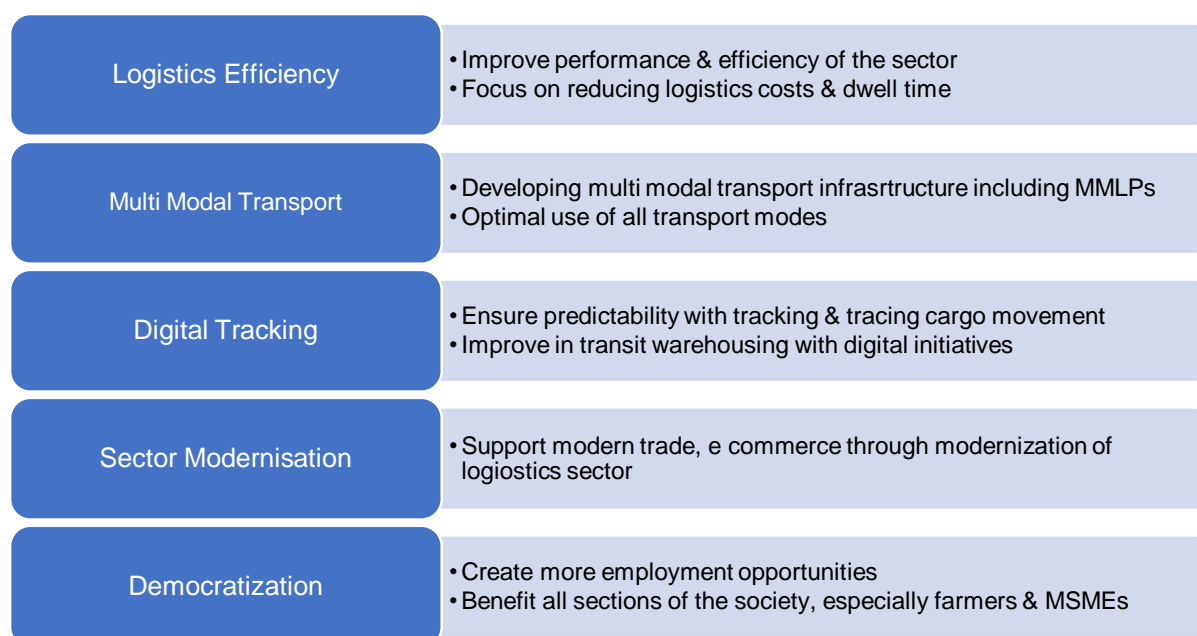 Logistics Efficiency
• Improve performance & efficiency of the sector
• Focus on reducing logistics costs & dwell time
Multi Modal Transport
• Developing multi modal transport infrasrtructure including MMLPs
• Optimal use of all transport modes
Digital Tracking
• Ensure predictability with tracking & tracing cargo movement
• Improve in transit warehousing with digital initiatives
Sector Modernisation
• Support modern trade, e commerce through modernization of
logiostics sector
Democratization
• Create more employment opportunities
• Benefit all sections of the society, especially farmers & MSMEs